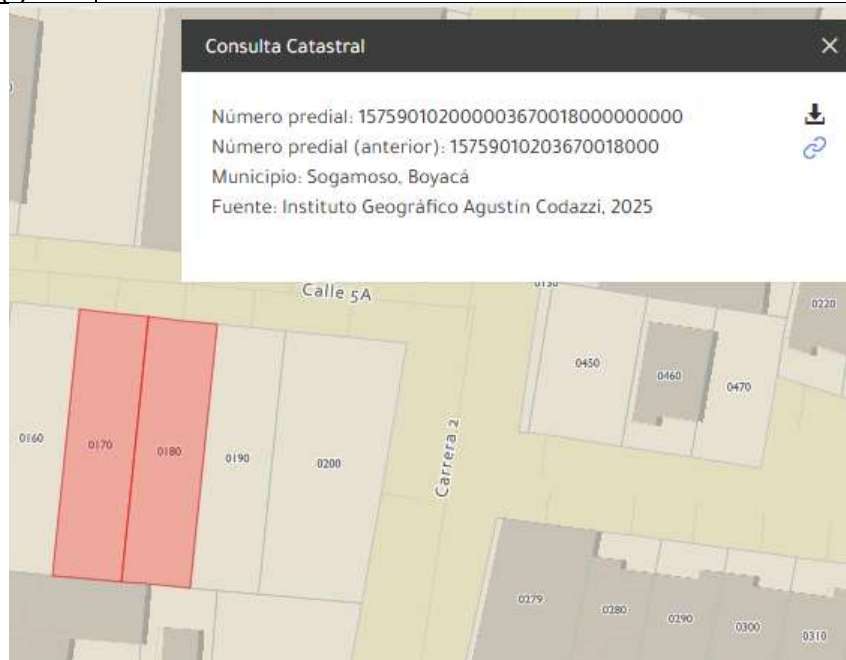 Consulta Catastral
Número predial: 157590102000003670018000000000
Número predial (anterior): 15759010203670018000
Municipio: Sogamoso, Boyacá
Fuente: Instituto Geográfico Agustín Codazzi, 2025
Calle 5A
0220
0450
0460
0470
0160
0170
0180
0190
0200
Carrera 2
0279
0280
0290
0300
0310